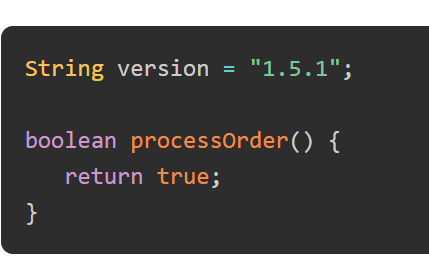 String version = "1.5.1";
boolean processOrder() {
   return true;
}